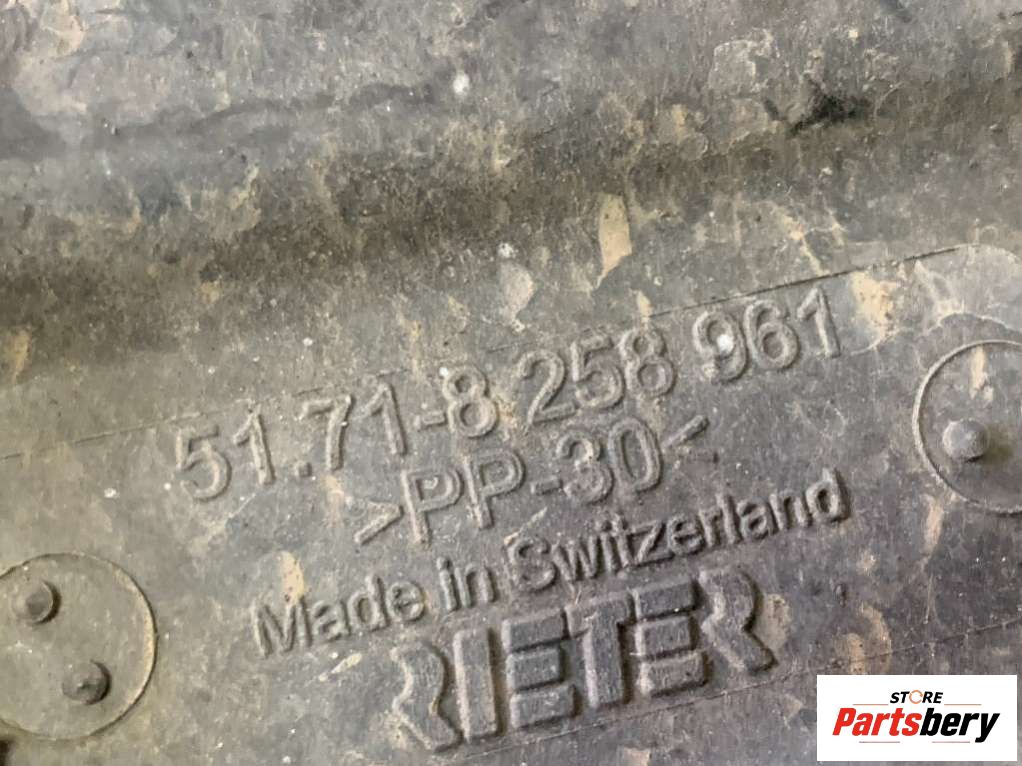 51.71-8 258 961
>PP-30<
Made in Switzerland
RIETER
STORE
Partsbery